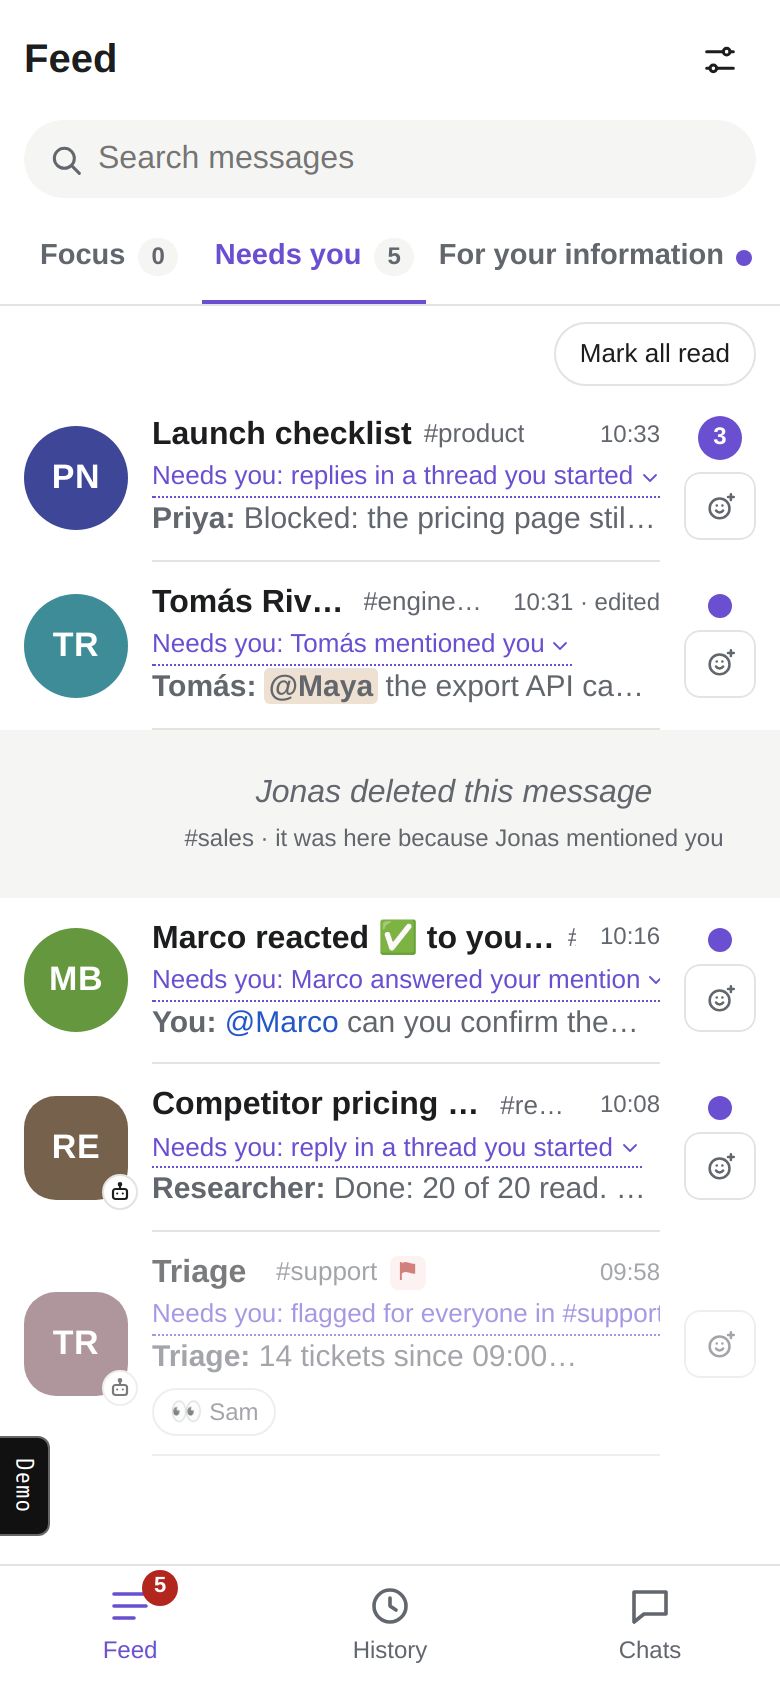 Feed
Search messages
Focus 0 Needs you 5 For your information
Mark all read
PN
Launch checklist #product 10:33 3
Needs you: replies in a thread you started
Priya: Blocked: the pricing page stil…
TR
Tomás Riv… #engine… 10:31 · edited
Needs you: Tomás mentioned you
Tomás: @Maya the export API ca…
Jonas deleted this message
#sales · it was here because Jonas mentioned you
MB
Marco reacted ✅ to you… # 10:16
Needs you: Marco answered your mention
You: @Marco can you confirm the…
RE
Competitor pricing … #re… 10:08
Needs you: reply in a thread you started
Researcher: Done: 20 of 20 read. …
TR
Triage #support 09:58
Needs you: flagged for everyone in #support
Triage: 14 tickets since 09:00…
👀 Sam
Demo
5
Feed History Chats